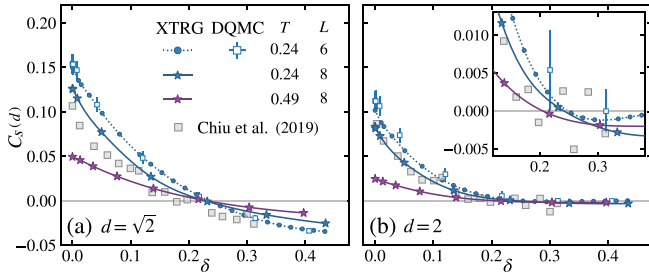 XTRG DQMC T L
0.24 6
0.24 8
0.49 8
Chiu et al. (2019)
0.20
0.15
0.10
0.05
0.00
−0.05
C_S(d)
(a) d = √2
0.0 0.1 0.2 0.3 0.4
δ
0.010
0.005
0.000
−0.005
0.2 0.3
(b) d = 2
0.0 0.1 0.2 0.3 0.4
δ